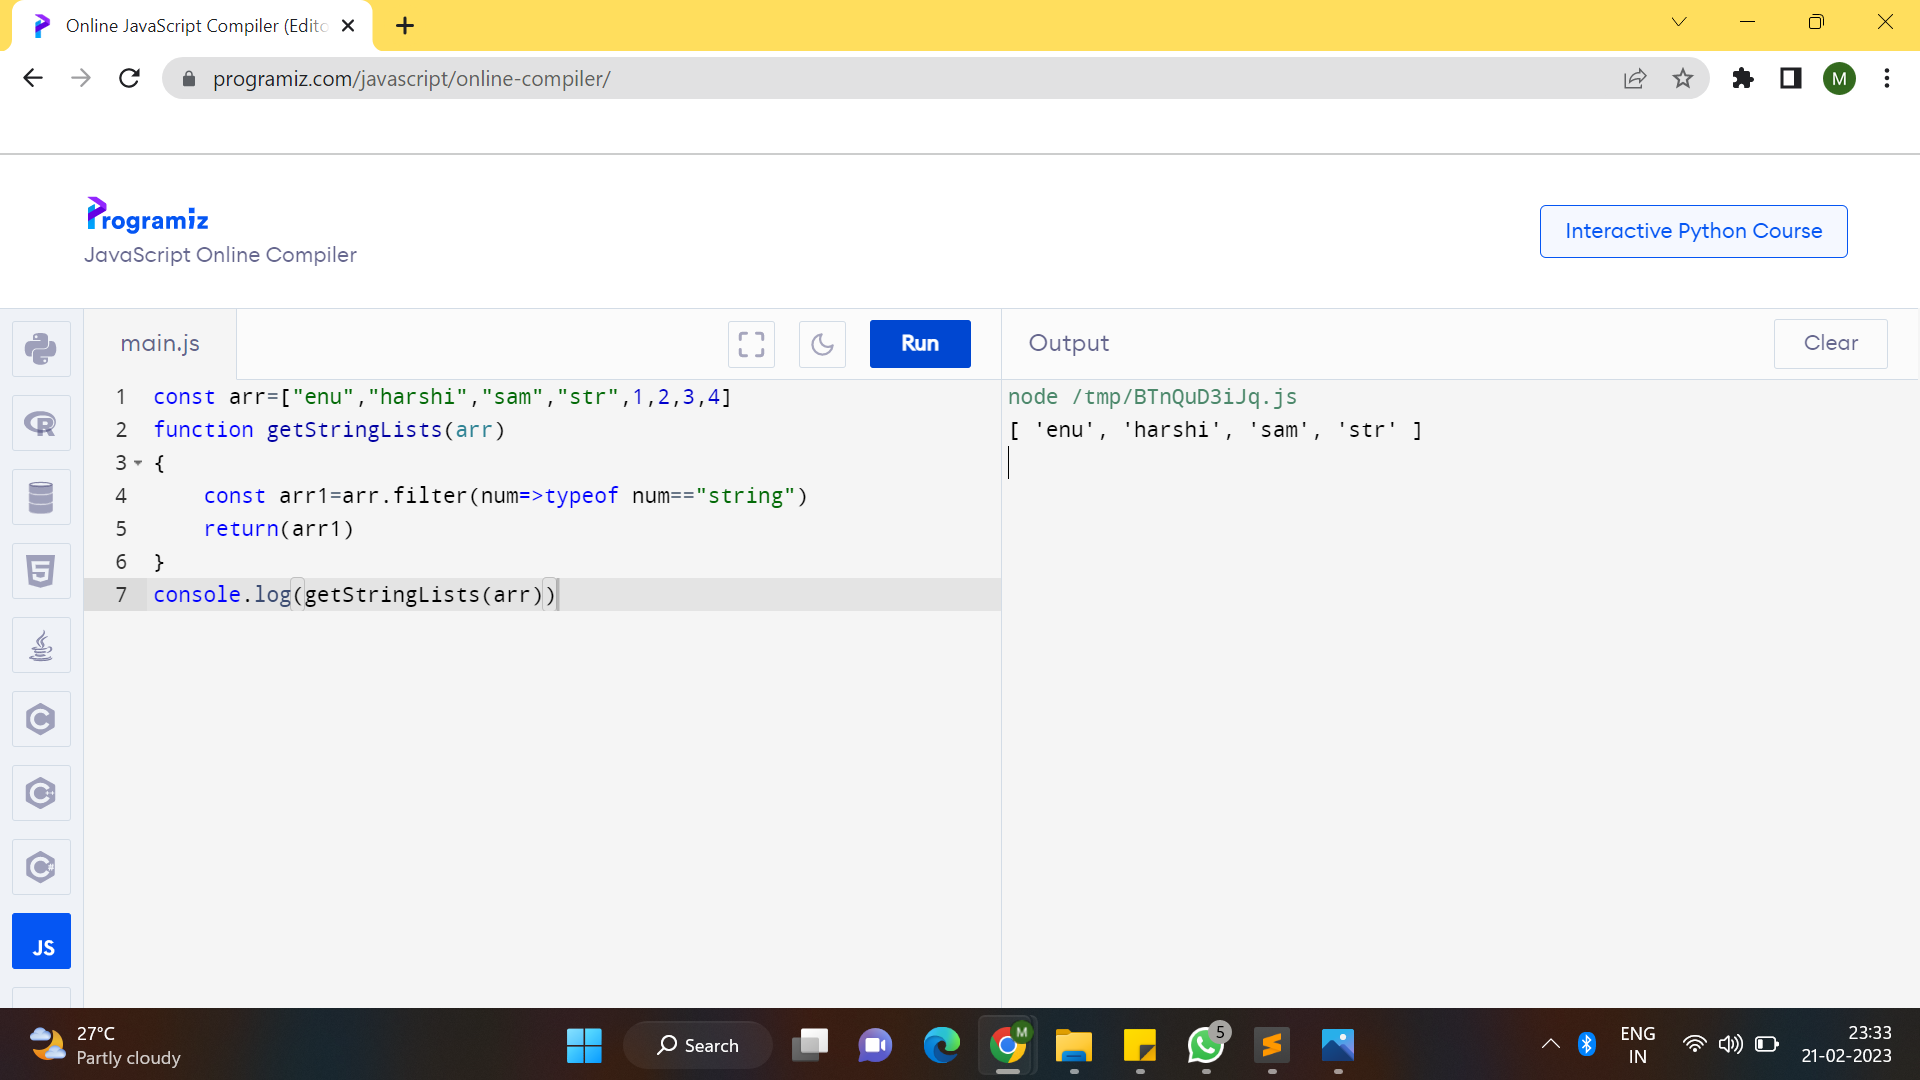 Online JavaScript Compiler (Edito
programiz.com/javascript/online-compiler/
M
Programiz
JavaScript Online Compiler
Interactive Python Course
main.js
Run
Output
Clear
1 const arr=["enu","harshi","sam","str",1,2,3,4]
2 function getStringLists(arr)
3 {
4 const arr1=arr.filter(num=>typeof num=="string")
5 return(arr1)
6 }
7 console.log(getStringLists(arr))
node /tmp/BTnQuD3iJq.js
[ 'enu', 'harshi', 'sam', 'str' ]
R
5
C
C++
C#
JS
27°C
Partly cloudy
Search
M
5
ENG
IN
23:33
21-02-2023